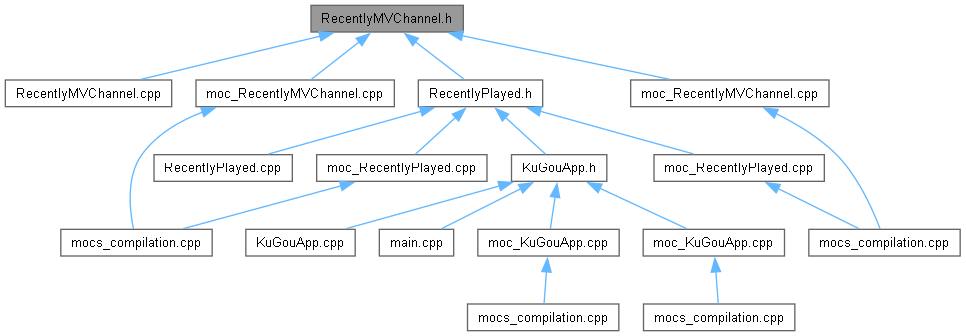 RecentlyMVChannel.h
RecentlyMVChannel.cpp
moc_RecentlyMVChannel.cpp
RecentlyPlayed.h
moc_RecentlyMVChannel.cpp
RecentlyPlayed.cpp
moc_RecentlyPlayed.cpp
KuGouApp.h
moc_RecentlyPlayed.cpp
mocs_compilation.cpp
KuGouApp.cpp
main.cpp
moc_KuGouApp.cpp
moc_KuGouApp.cpp
mocs_compilation.cpp
mocs_compilation.cpp
mocs_compilation.cpp